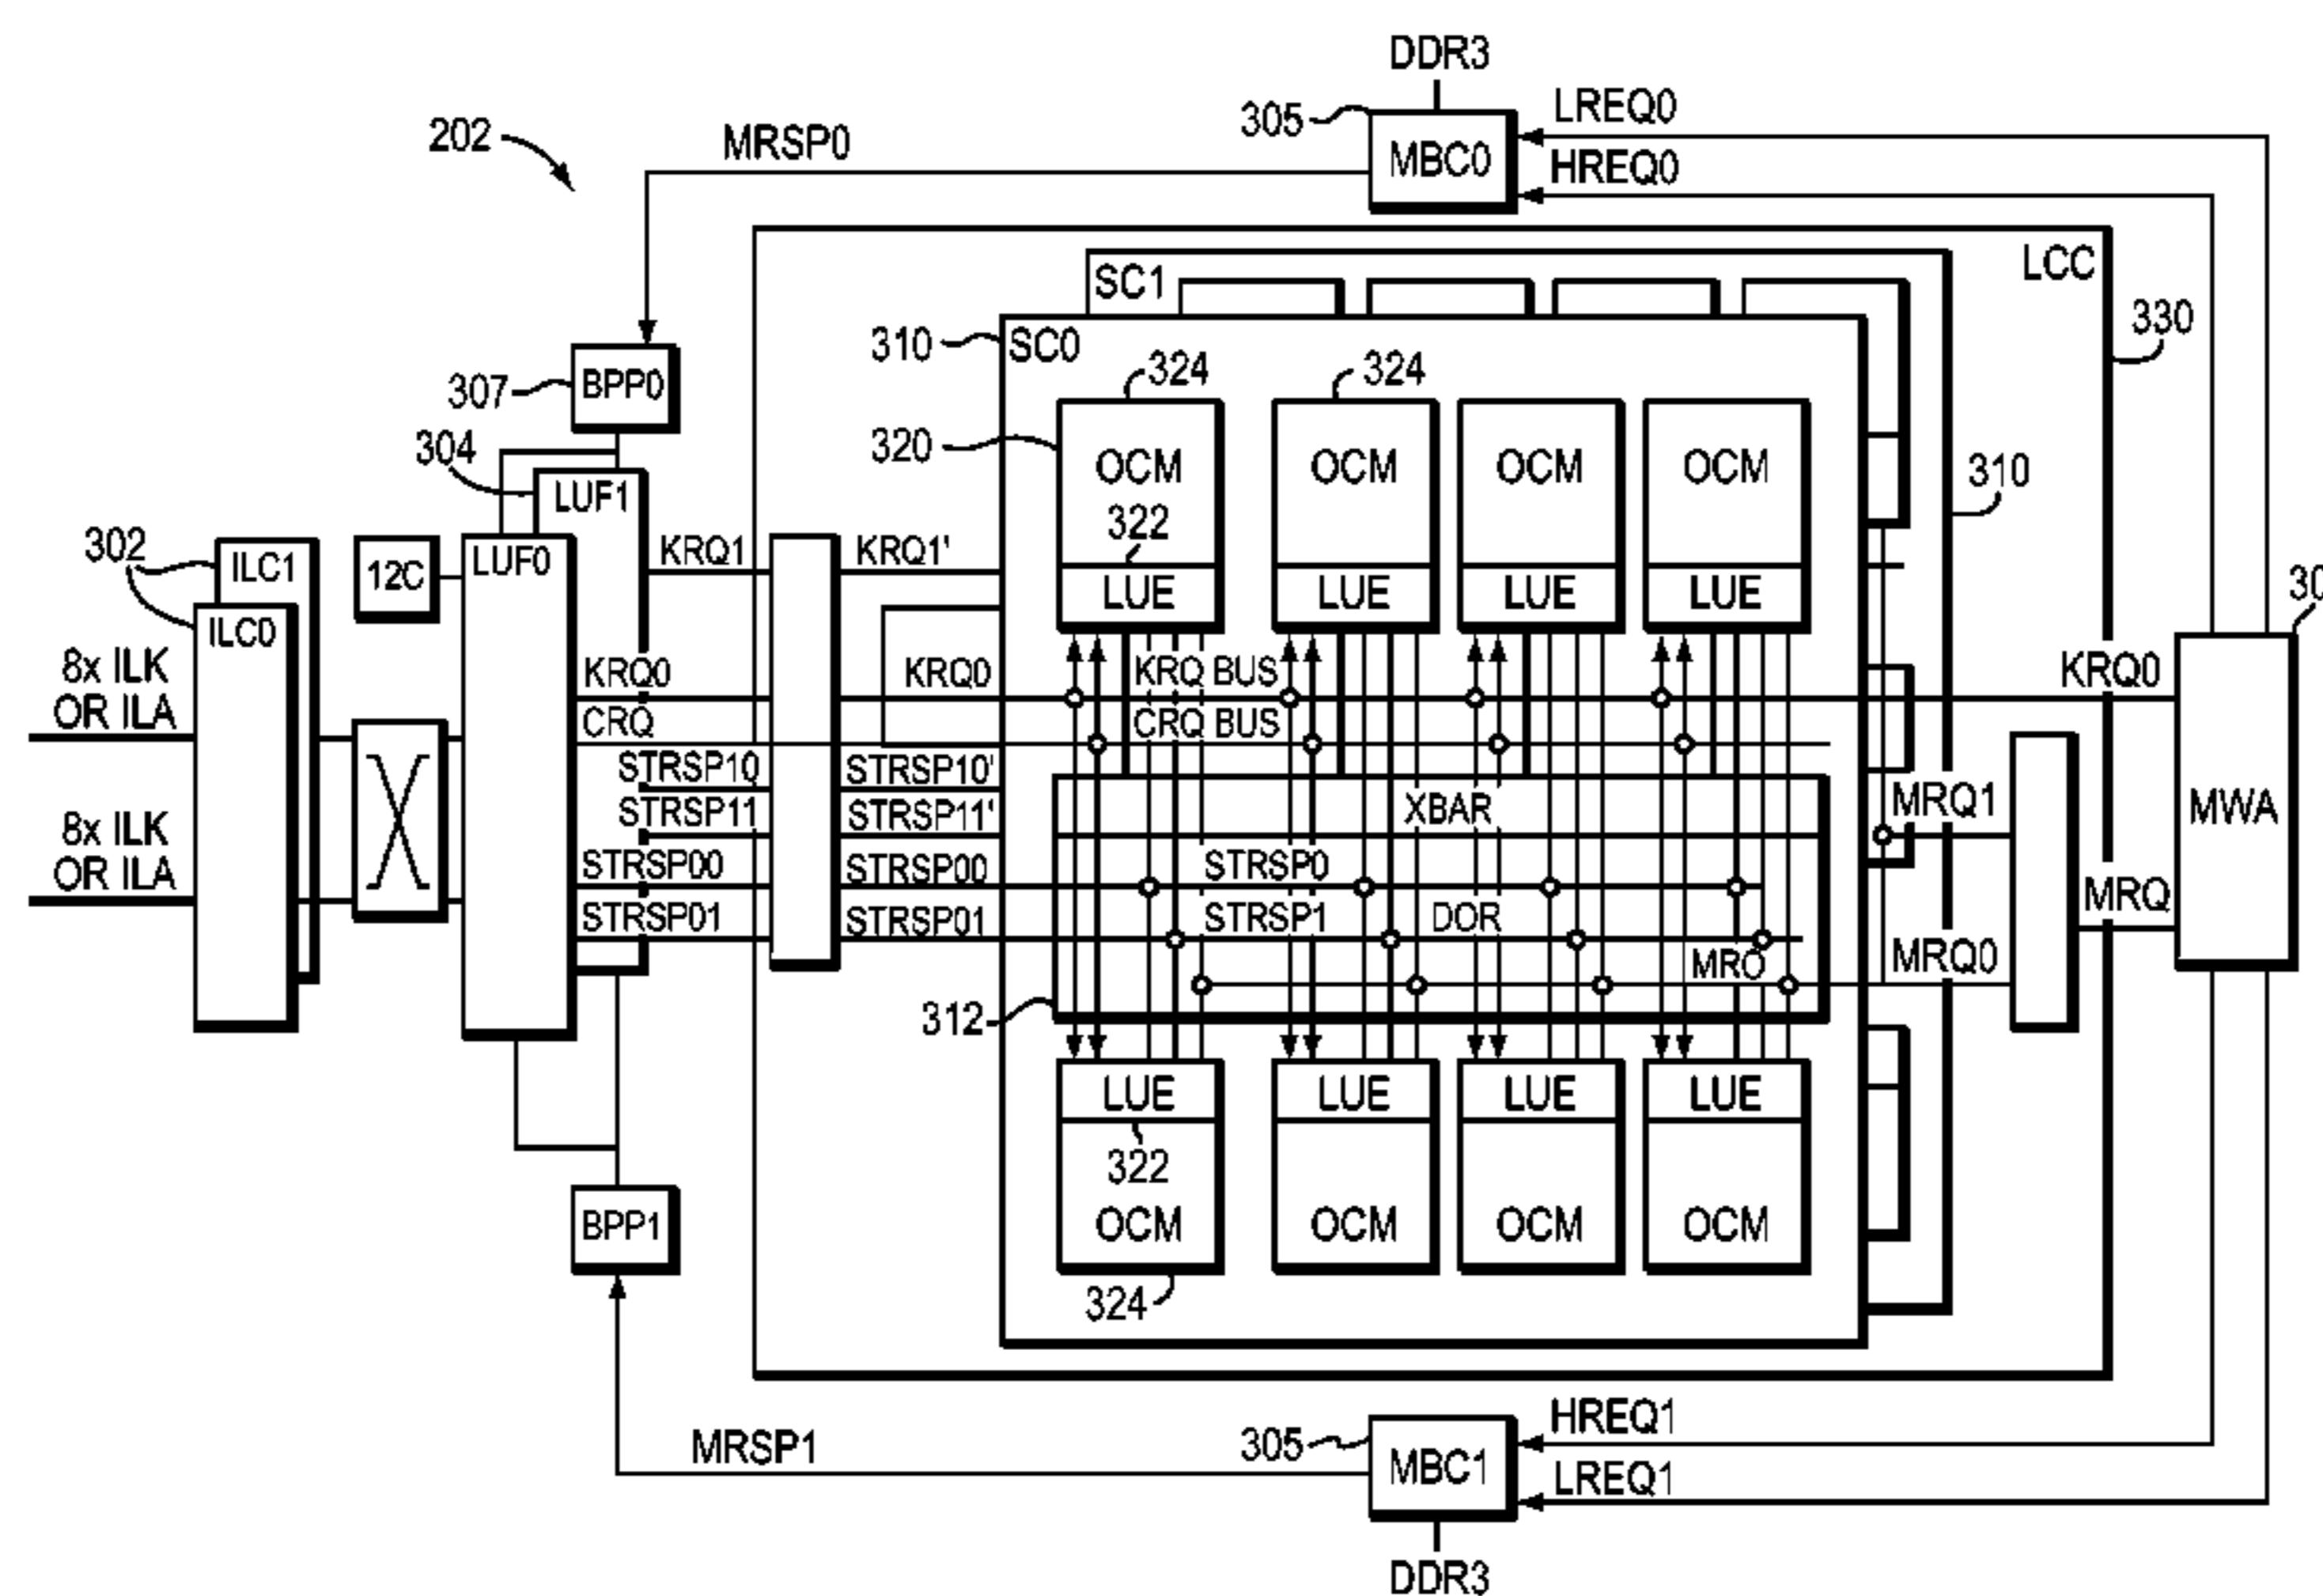 DDR3
202
MRSP0
305
MBC0
LREQ0
HREQ0
LCC
SC1
310
SC0
330
307
BPP0
324
324
304
LUF1
320
OCM
OCM
OCM
OCM
310
302
ILC1
12C
LUF0
KRQ1
KRQ1'
322
LUE
LUE
LUE
LUE
30
ILC0
8x ILK
OR ILA
KRQ0
KRQ0
KRQ BUS
KRQ0
CRQ
CRQ BUS
STRSP10
STRSP10'
MRQ1
MWA
STRSP11
STRSP11'
XBAR
8x ILK
OR ILA
STRSP00
STRSP00
STRSP0
MRQ
STRSP01
STRSP01
STRSP1
DOR
MRQ0
MRO
312
LUE
LUE
LUE
LUE
322
BPP1
OCM
OCM
OCM
OCM
324
MRSP1
305
MBC1
HREQ1
LREQ1
DDR3